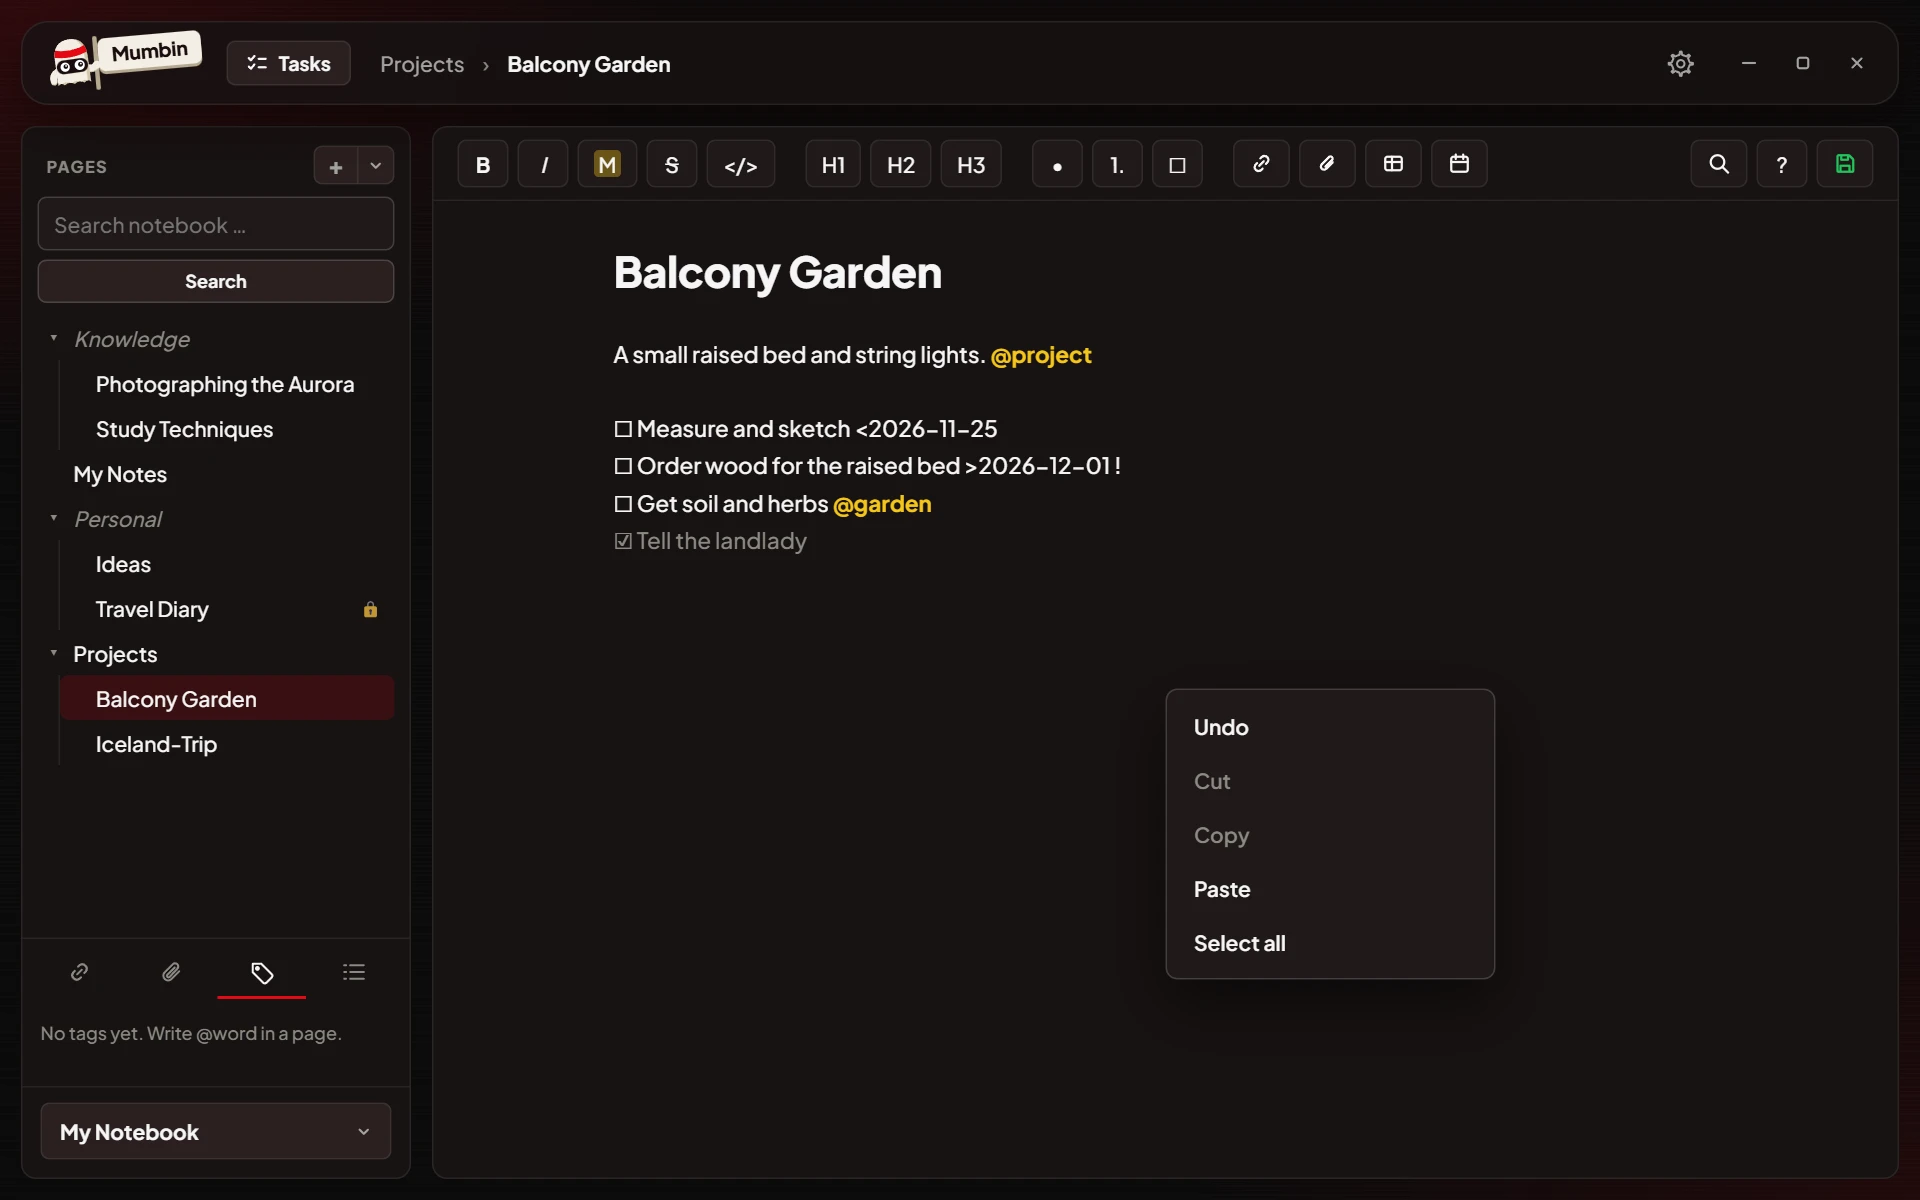 Mumbin
Tasks
Projects › Balcony Garden
PAGES
+
Search notebook ...
Search
Knowledge
Photographing the Aurora
Study Techniques
My Notes
Personal
Ideas
Travel Diary
Projects
Balcony Garden
Iceland-Trip
No tags yet. Write @word in a page.
My Notebook
B I M S </> H1 H2 H3 • 1. ☐ ?
Balcony Garden
A small raised bed and string lights. @project
☐ Measure and sketch <2026-11-25
☐ Order wood for the raised bed >2026-12-01 !
☐ Get soil and herbs @garden
☑ Tell the landlady
Undo
Cut
Copy
Paste
Select all